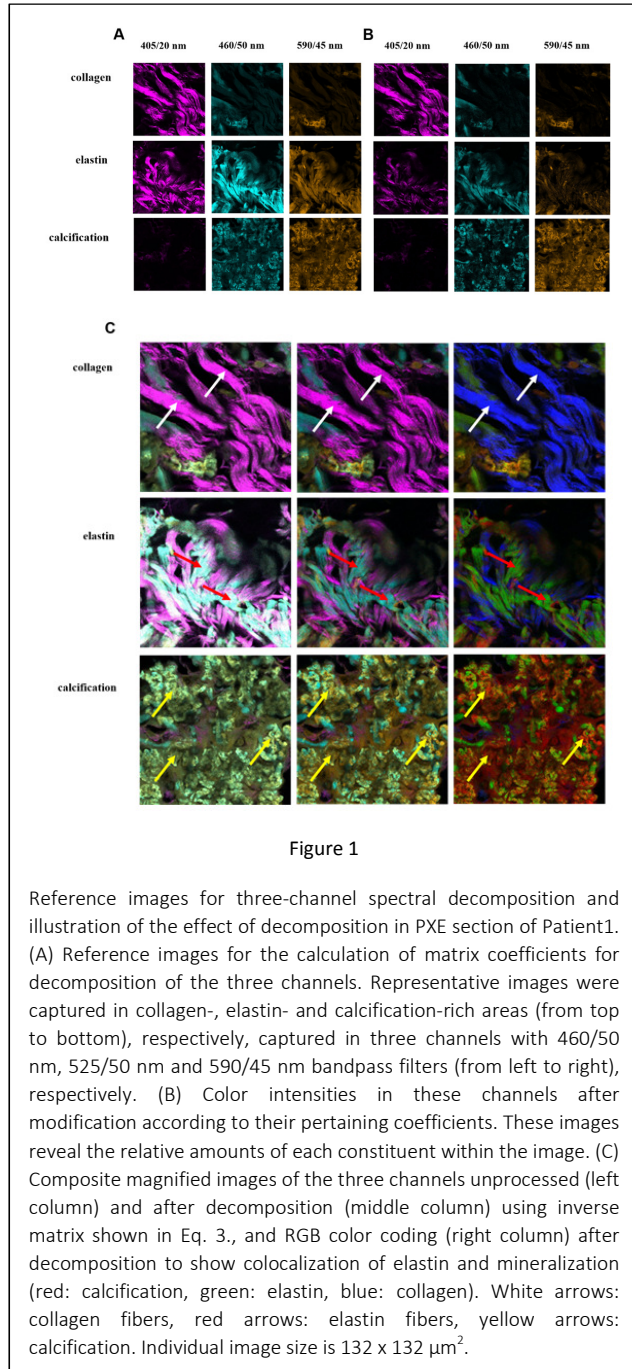 A B
405/20 nm 460/50 nm 590/45 nm 405/20 nm 460/50 nm 590/45 nm
collagen
elastin
calcification
C
collagen
elastin
calcification
Figure 1
Reference images for three-channel spectral decomposition and
illustration of the effect of decomposition in PXE section of Patient1.
(A) Reference images for the calculation of matrix coefficients for
decomposition of the three channels. Representative images were
captured in collagen-, elastin- and calcification-rich areas (from top
to bottom), respectively, captured in three channels with 460/50
nm, 525/50 nm and 590/45 nm bandpass filters (from left to right),
respectively. (B) Color intensities in these channels after
modification according to their pertaining coefficients. These images
reveal the relative amounts of each constituent within the image. (C)
Composite magnified images of the three channels unprocessed (left
column) and after decomposition (middle column) using inverse
matrix shown in Eq. 3., and RGB color coding (right column) after
decomposition to show colocalization of elastin and mineralization
(red: calcification, green: elastin, blue: collagen). White arrows:
collagen fibers, red arrows: elastin fibers, yellow arrows:
calcification. Individual image size is 132 x 132 µm².